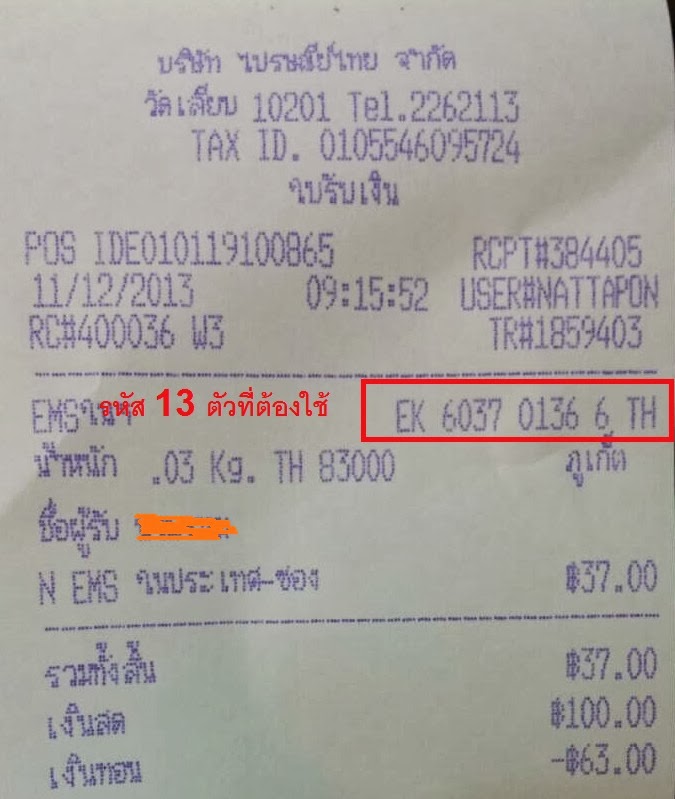 บริษัท ไปรษณีย์ไทย จำกัด
วัดเลียบ 10201 Tel.2262113
TAX ID. 0105546095724
ใบรับเงิน
POS IDE010119100865 RCPT#384405
11/12/2013 09:15:52 USER#NATTAPON
RC#400036 W3 TR#1859403
EMS รหัส 13 ตัวที่ต้องใช้ EK 6037 0136 6 TH
น้ำหนัก .03 Kg. TH 83000 ภูเก็ต
ชื่อผู้รับ
N EMS ในประเทศ-ซอง ฿37.00
รวมทั้งสิ้น ฿37.00
เงินสด ฿100.00
เงินทอน -฿63.00